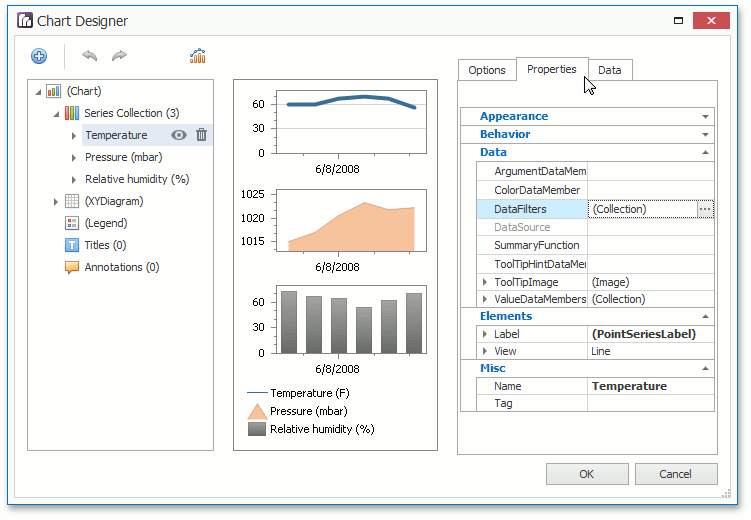 Chart Designer
(Chart)
Series Collection (3)
Temperature
Pressure (mbar)
Relative humidity (%)
(XYDiagram)
(Legend)
Titles (0)
Annotations (0)
60
30
0
6/8/2008
1025
1020
1015
6/8/2008
60
30
0
6/8/2008
Temperature (F)
Pressure (mbar)
Relative humidity (%)
Options Properties Data
Appearance
Behavior
Data
ArgumentDataMem
ColorDataMember
DataFilters (Collection) ...
DataSource
SummaryFunction
ToolTipHintDataMe
ToolTipImage (Image)
ValueDataMembers (Collection)
Elements
Label (PointSeriesLabel)
View Line
Misc
Name Temperature
Tag
OK Cancel